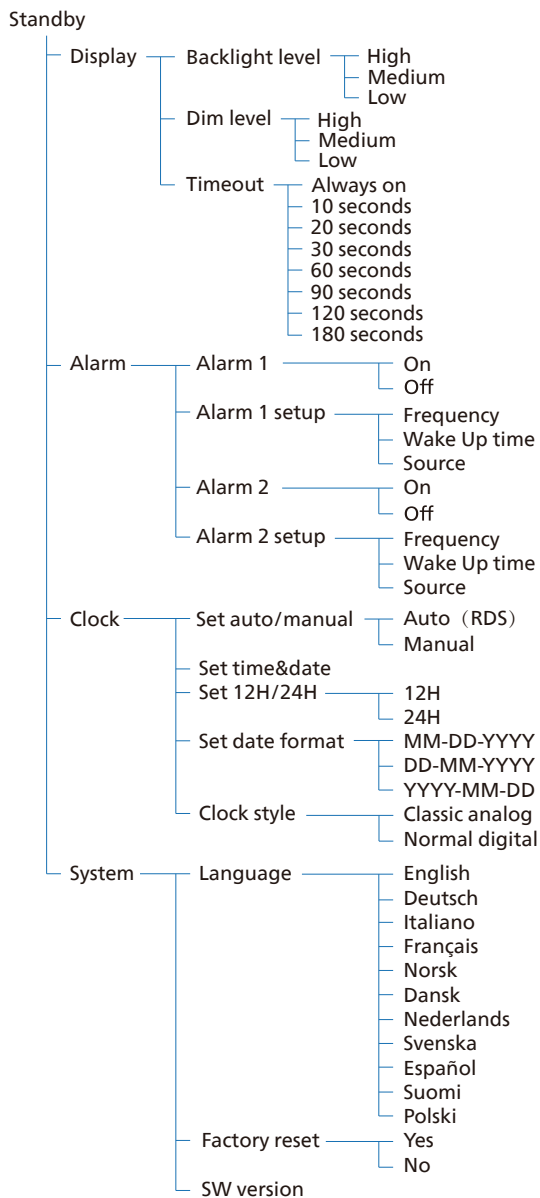 Standby
Display
Backlight level
High
Medium
Low
Dim level
High
Medium
Low
Timeout
Always on
10 seconds
20 seconds
30 seconds
60 seconds
90 seconds
120 seconds
180 seconds
Alarm
Alarm 1
On
Off
Alarm 1 setup
Frequency
Wake Up time
Source
Alarm 2
On
Off
Alarm 2 setup
Frequency
Wake Up time
Source
Clock
Set auto/manual
Auto（RDS）
Manual
Set time&date
Set 12H/24H
12H
24H
Set date format
MM-DD-YYYY
DD-MM-YYYY
YYYY-MM-DD
Clock style
Classic analog
Normal digital
System
Language
English
Deutsch
Italiano
Français
Norsk
Dansk
Nederlands
Svenska
Español
Suomi
Polski
Factory reset
Yes
No
SW version